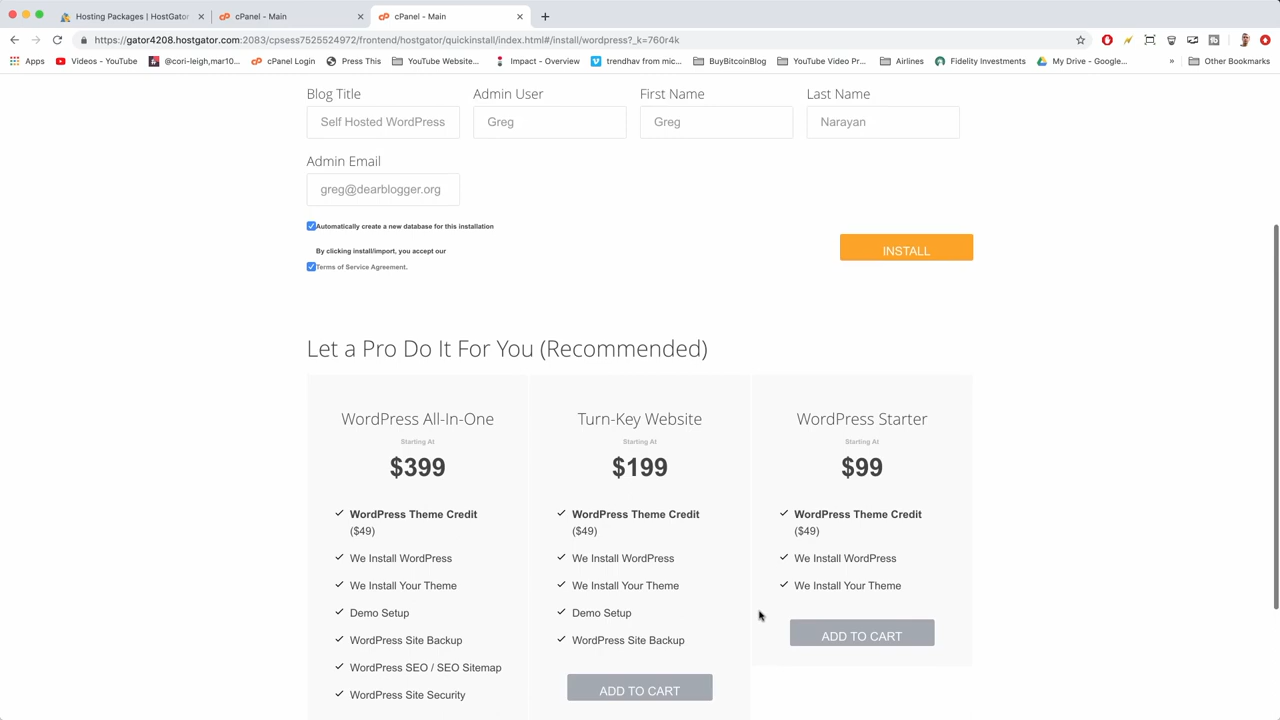 Hosting Packages | HostGator
cPanel - Main
cPanel - Main
https://gator4208.hostgator.com:2083/cpsess7525524972/frontend/hostgator/quickinstall/index.html#/install/wordpress?_k=760r4k
Apps
Videos - YouTube
@cori-leigh,mar10...
cPanel Login
Press This
YouTube Website...
Impact - Overview
trendhav from mic...
BuyBitcoinBlog
YouTube Video Pr...
Airlines
Fidelity Investments
My Drive - Google...
»
Other Bookmarks
Blog Title
Admin User
First Name
Last Name
Self Hosted WordPress
Greg
Greg
Narayan
Admin Email
greg@dearblogger.org
Automatically create a new database for this installation
By clicking install/import, you accept our
Terms of Service Agreement.
INSTALL
Let a Pro Do It For You (Recommended)
WordPress All-In-One
Starting At
$399
WordPress Theme Credit
($49)
We Install WordPress
We Install Your Theme
Demo Setup
WordPress Site Backup
WordPress SEO / SEO Sitemap
WordPress Site Security
Turn-Key Website
Starting At
$199
WordPress Theme Credit
($49)
We Install WordPress
We Install Your Theme
Demo Setup
WordPress Site Backup
ADD TO CART
WordPress Starter
Starting At
$99
WordPress Theme Credit
($49)
We Install WordPress
We Install Your Theme
ADD TO CART